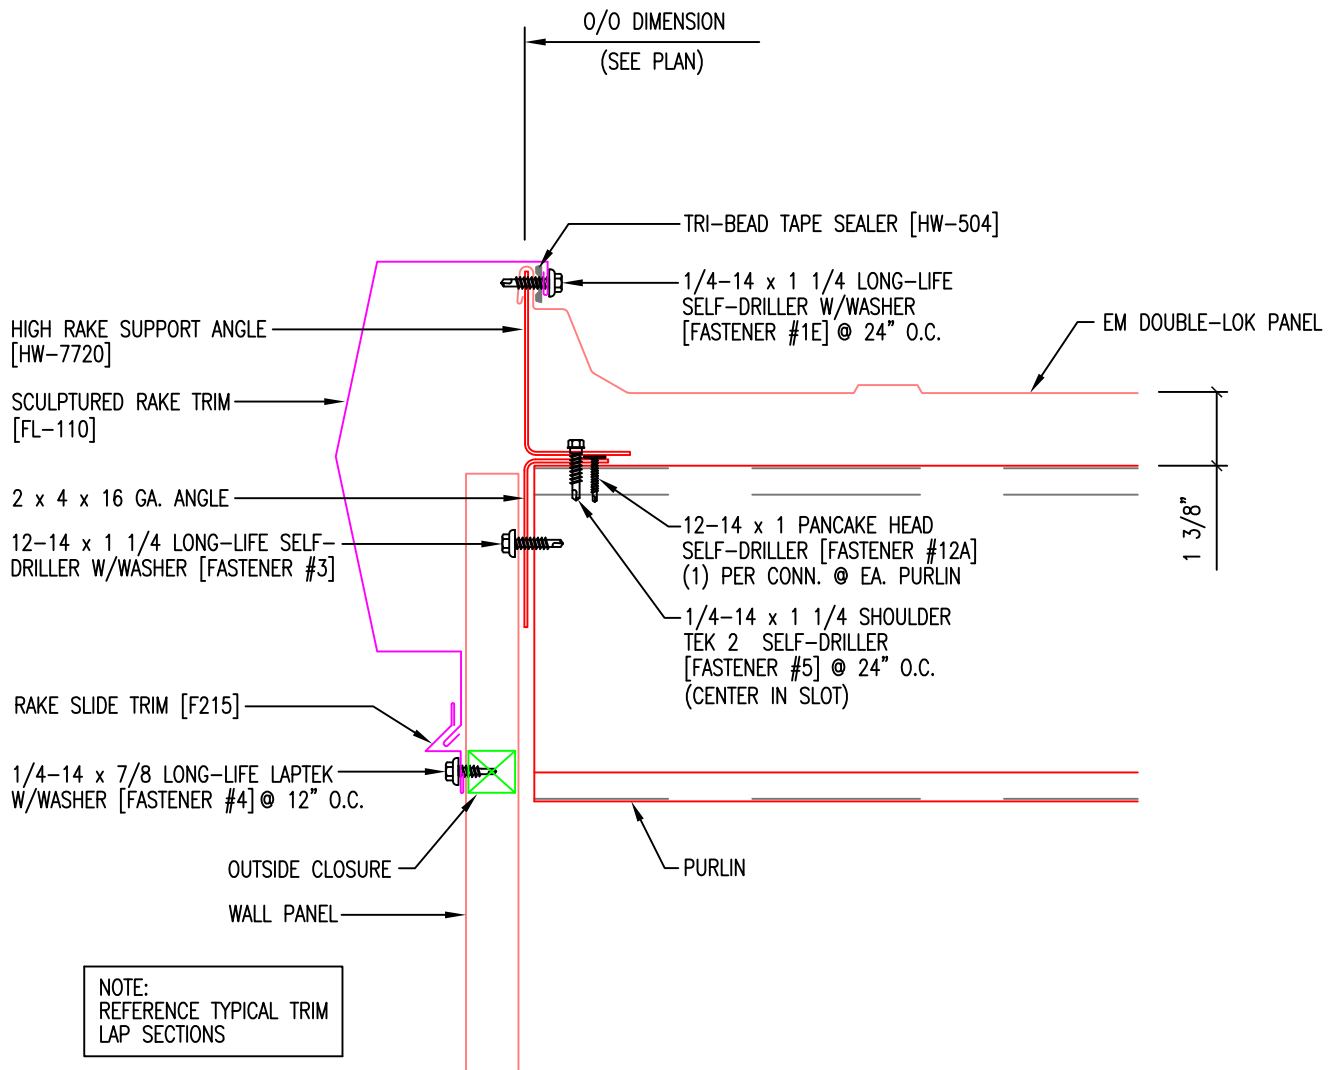 O/O DIMENSION
(SEE PLAN)
TRI-BEAD TAPE SEALER [HW-504]
1/4-14 x 1 1/4 LONG-LIFE
SELF-DRILLER W/WASHER
[FASTENER #1E] @ 24" O.C.
EM DOUBLE-LOK PANEL
HIGH RAKE SUPPORT ANGLE
[HW-7720]
SCULPTURED RAKE TRIM
[FL-110]
2 x 4 x 16 GA. ANGLE
12-14 x 1 1/4 LONG-LIFE SELF-
DRILLER W/WASHER [FASTENER #3]
12-14 x 1 PANCAKE HEAD
SELF-DRILLER [FASTENER #12A]
(1) PER CONN. @ EA. PURLIN
1 3/8"
1/4-14 x 1 1/4 SHOULDER
TEK 2 SELF-DRILLER
[FASTENER #5] @ 24" O.C.
(CENTER IN SLOT)
RAKE SLIDE TRIM [F215]
1/4-14 x 7/8 LONG-LIFE LAPTEK
W/WASHER [FASTENER #4] @ 12" O.C.
OUTSIDE CLOSURE
PURLIN
WALL PANEL
NOTE:
REFERENCE TYPICAL TRIM
LAP SECTIONS